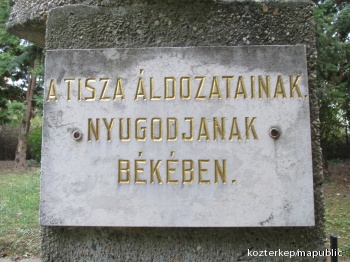 A TISZA ÁLDOZATAINAK.
NYUGODJANAK
BÉKÉBEN.
kozterkep/mapublic